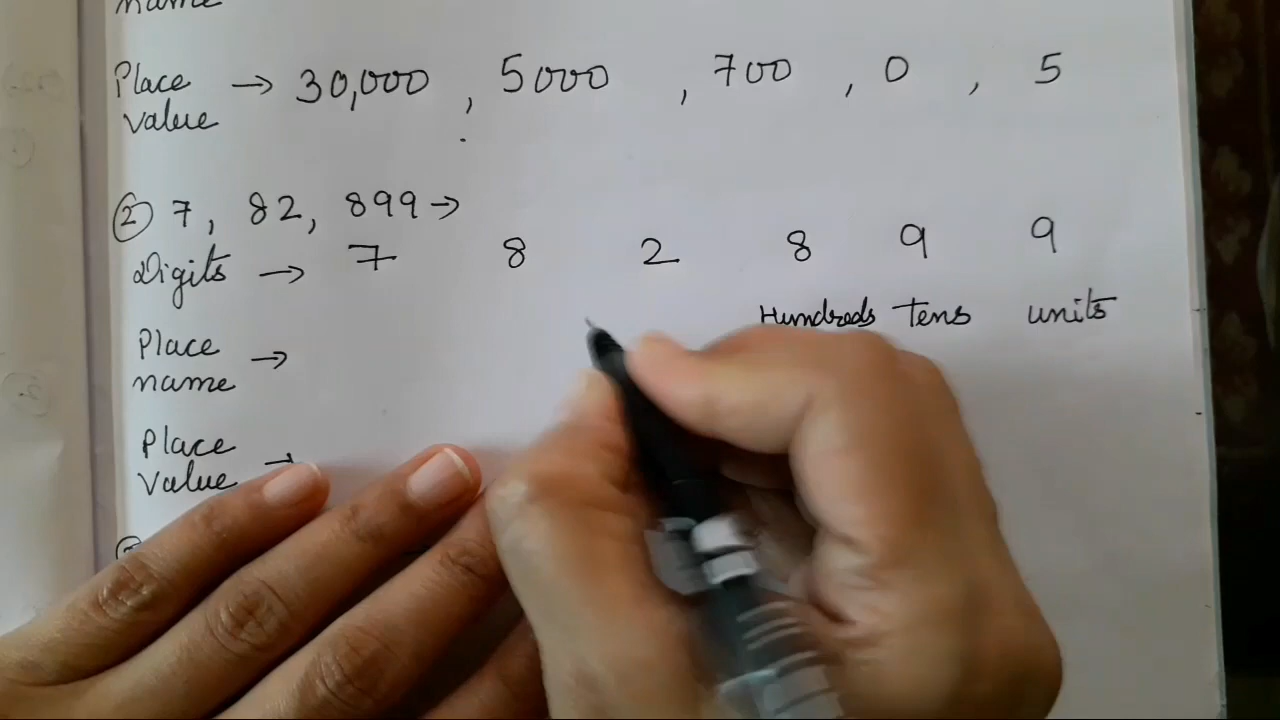 name
Place value → 30,000 , 5000 , 700 , 0 , 5
② 7, 82, 899 →
Digits → 7 8 2 8 9 9
Hundreds tens units
Place name →
Place value →